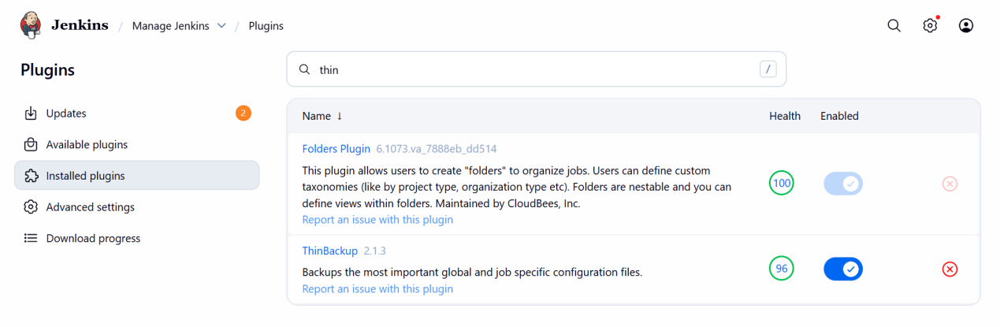 Jenkins / Manage Jenkins / Plugins
Plugins
thin /
Updates 2
Available plugins
Installed plugins
Advanced settings
Download progress
Name ↓ Health Enabled
Folders Plugin 6.1073.va_7888eb_dd514
This plugin allows users to create "folders" to organize jobs. Users can define custom
taxonomies (like by project type, organization type etc). Folders are nestable and you can
define views within folders. Maintained by CloudBees, Inc.
Report an issue with this plugin
100
ThinBackup 2.1.3
Backups the most important global and job specific configuration files.
Report an issue with this plugin
96